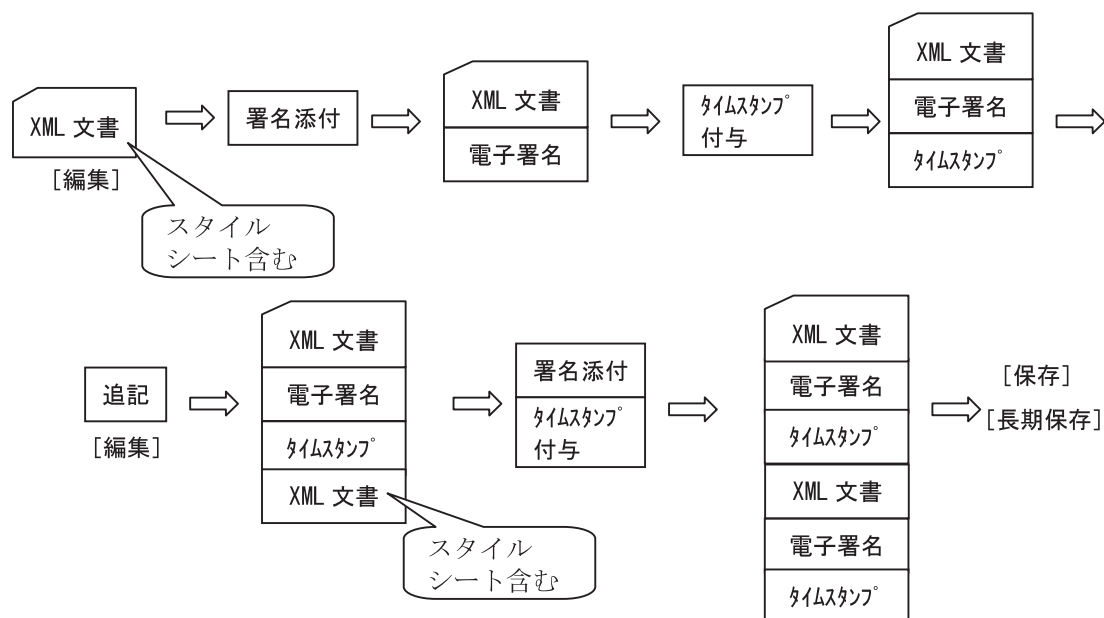 XML 文書
[編集]
スタイル
シート含む
署名添付
XML 文書
電子署名
ﾀｲﾑｽﾀﾝﾌﾟ
付与
XML 文書
電子署名
ﾀｲﾑｽﾀﾝﾌﾟ
追記
[編集]
XML 文書
電子署名
ﾀｲﾑｽﾀﾝﾌﾟ
XML 文書
スタイル
シート含む
署名添付
ﾀｲﾑｽﾀﾝﾌﾟ
付与
XML 文書
電子署名
ﾀｲﾑｽﾀﾝﾌﾟ
XML 文書
電子署名
ﾀｲﾑｽﾀﾝﾌﾟ
[保存]
[長期保存]